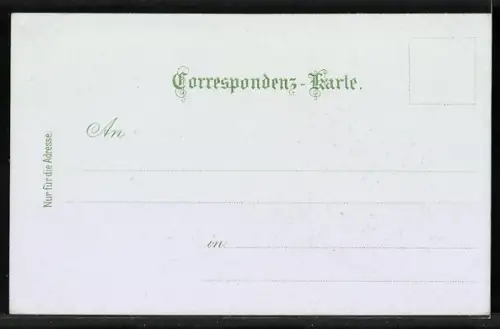 Correspondenz-Karte.
An
in
Nur für die Adresse.